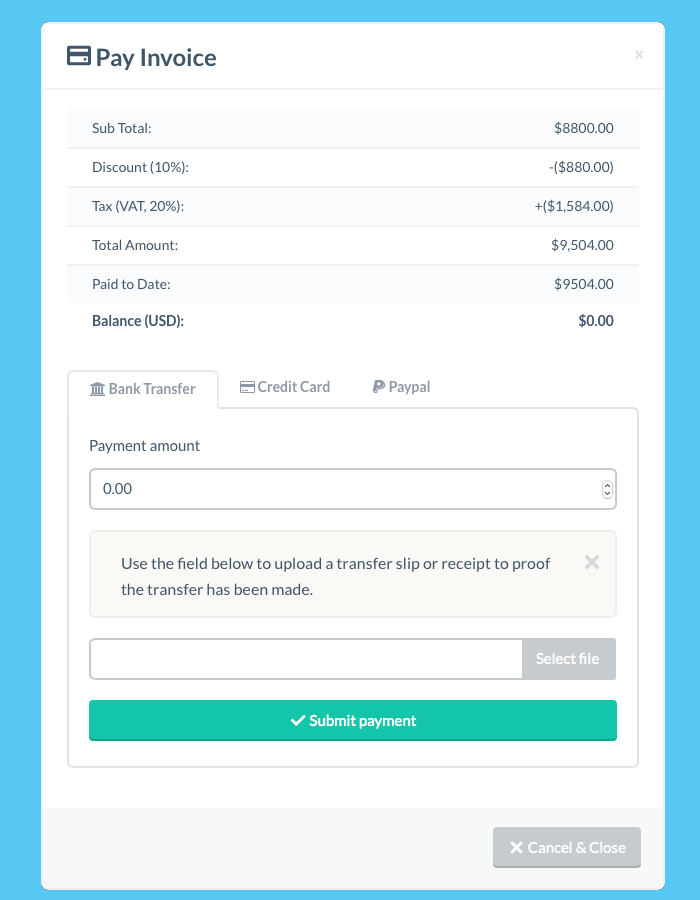 Pay Invoice
×
Sub Total: $8800.00
Discount (10%): -($880.00)
Tax (VAT, 20%): +($1,584.00)
Total Amount: $9,504.00
Paid to Date: $9504.00
Balance (USD): $0.00
Bank Transfer Credit Card Paypal
Payment amount
0.00
Use the field below to upload a transfer slip or receipt to proof
the transfer has been made.
Select file
Submit payment
Cancel & Close